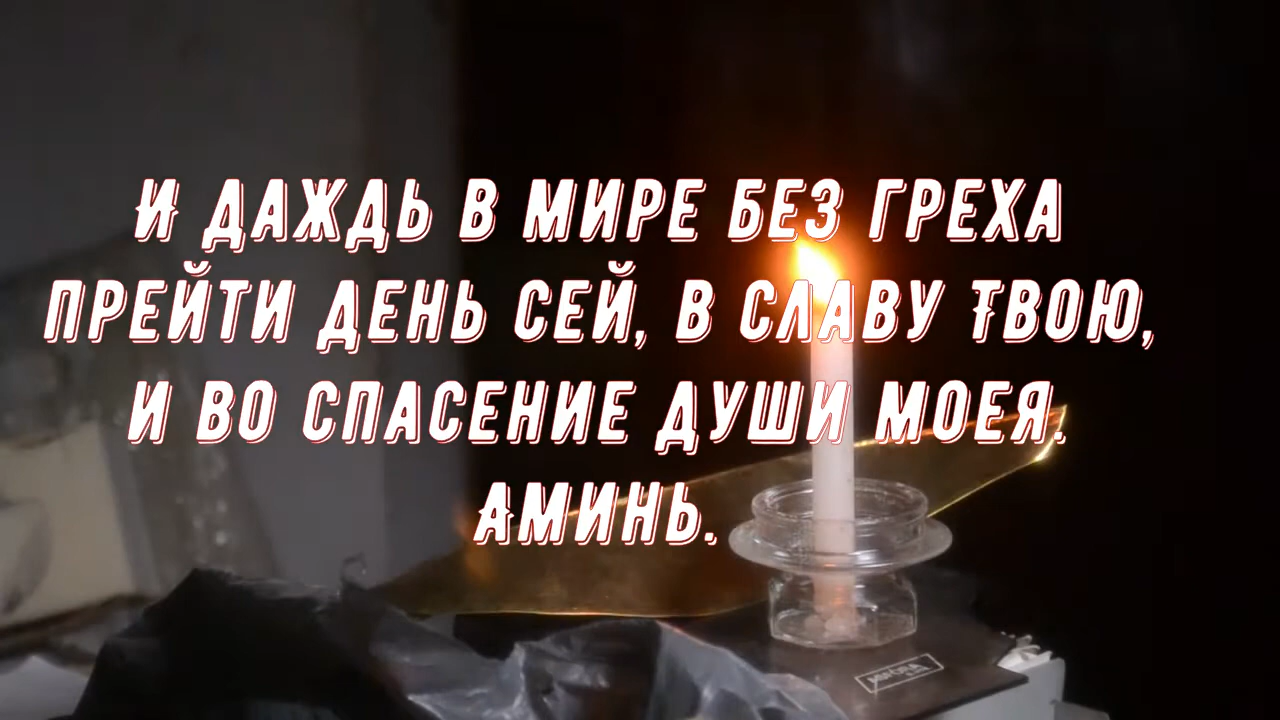 И ДАЖДЬ В МИРЕ БЕЗ ГРЕХА
ПРЕЙТИ ДЕНЬ СЕЙ, В СЛАВУ ТВОЮ,
И ВО СПАСЕНИЕ ДУШИ МОЕЯ.
АМИНЬ.